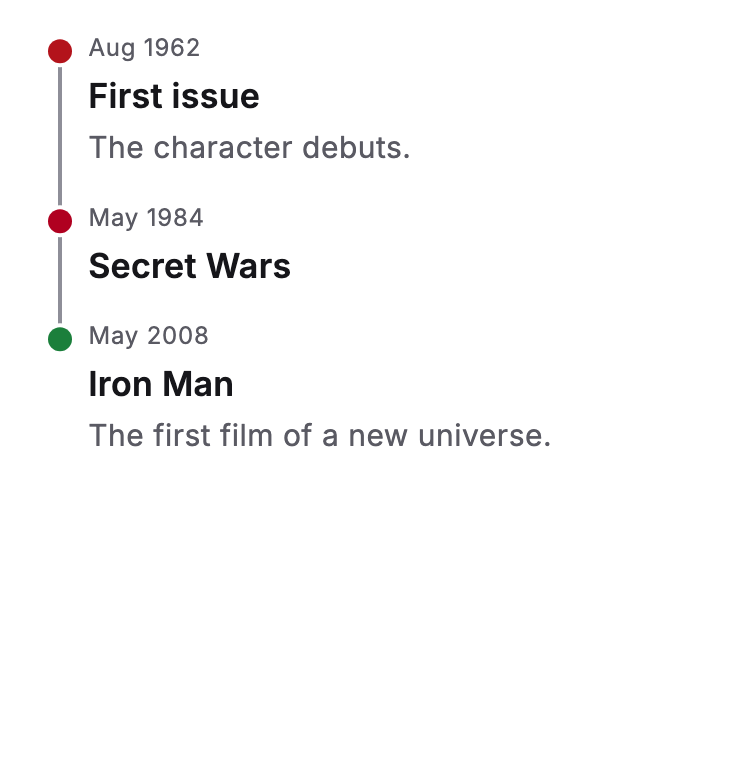 Aug 1962
First issue
The character debuts.
May 1984
Secret Wars
May 2008
Iron Man
The first film of a new universe.